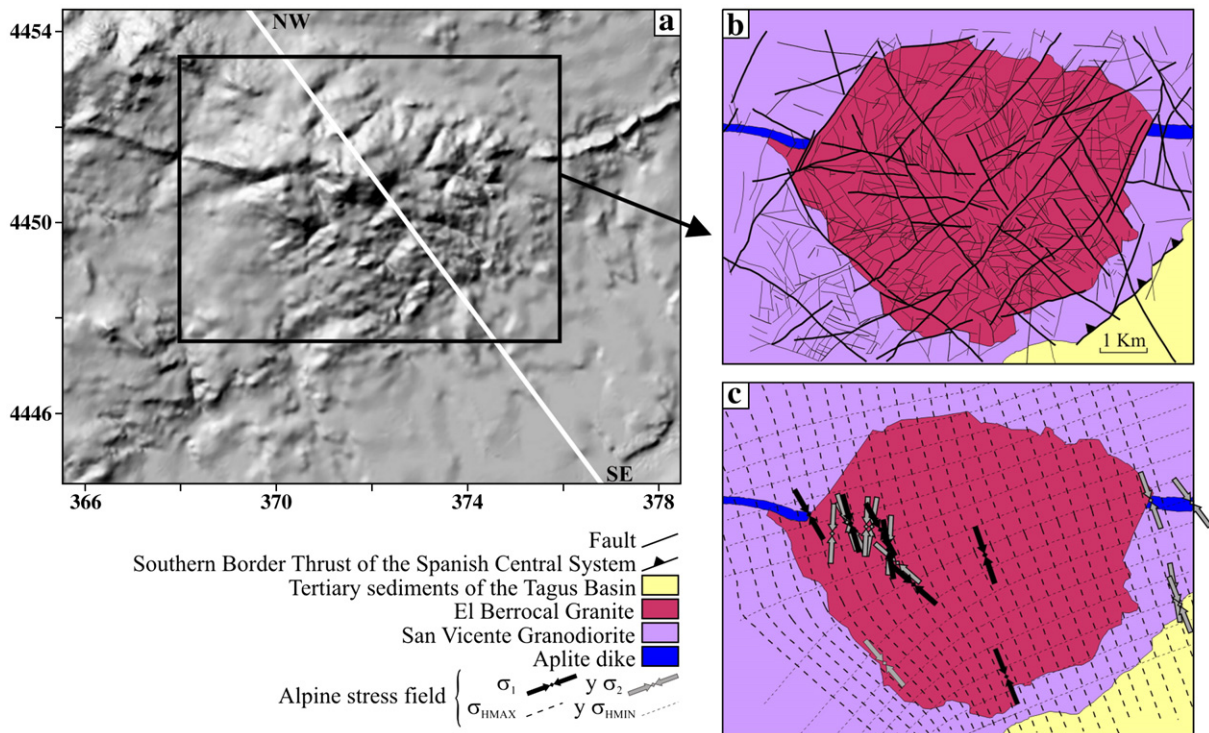 a
NW
4454
4450
4446
SE
366
370
374
378
b
1 Km
c
Fault
Southern Border Thrust of the Spanish Central System
Tertiary sediments of the Tagus Basin
El Berrocal Granite
San Vicente Granodiorite
Aplite dike
Alpine stress field
σ1 y σ2
σHMAX y σHMIN